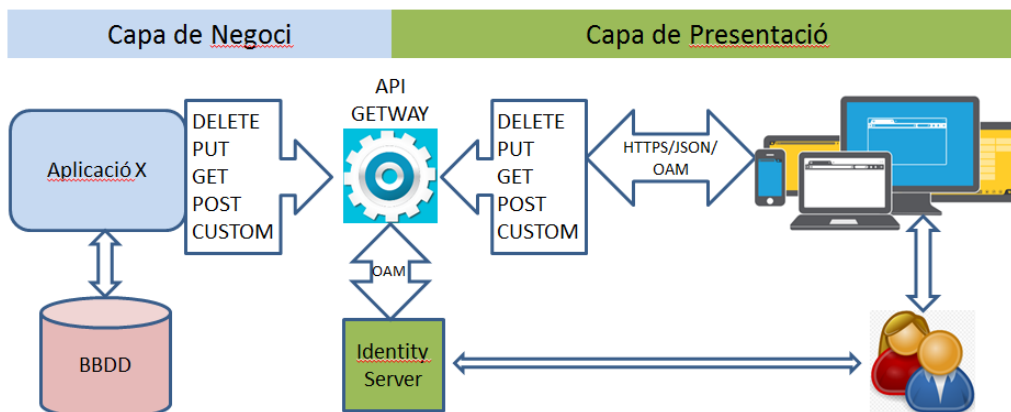 Capa de Negoci
Capa de Presentació
Aplicació X
DELETE
PUT
GET
POST
CUSTOM
API
GETWAY
DELETE
PUT
GET
POST
CUSTOM
HTTPS/JSON/
OAM
OAM
BBDD
Identity
Server